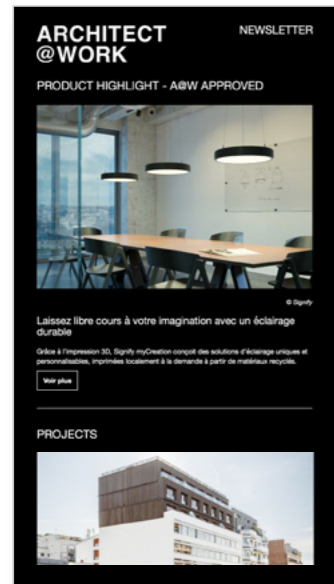 ARCHITECT
@WORK
NEWSLETTER
PRODUCT HIGHLIGHT - A@W APPROVED
© Signify
Laissez libre cours à votre imagination avec un éclairage
durable
Grâce à l'impression 3D, Signify myCreation conçoit des solutions d'éclairage uniques et
personnalisables, imprimées localement à la demande à partir de matériaux recyclés.
Voir plus
PROJECTS